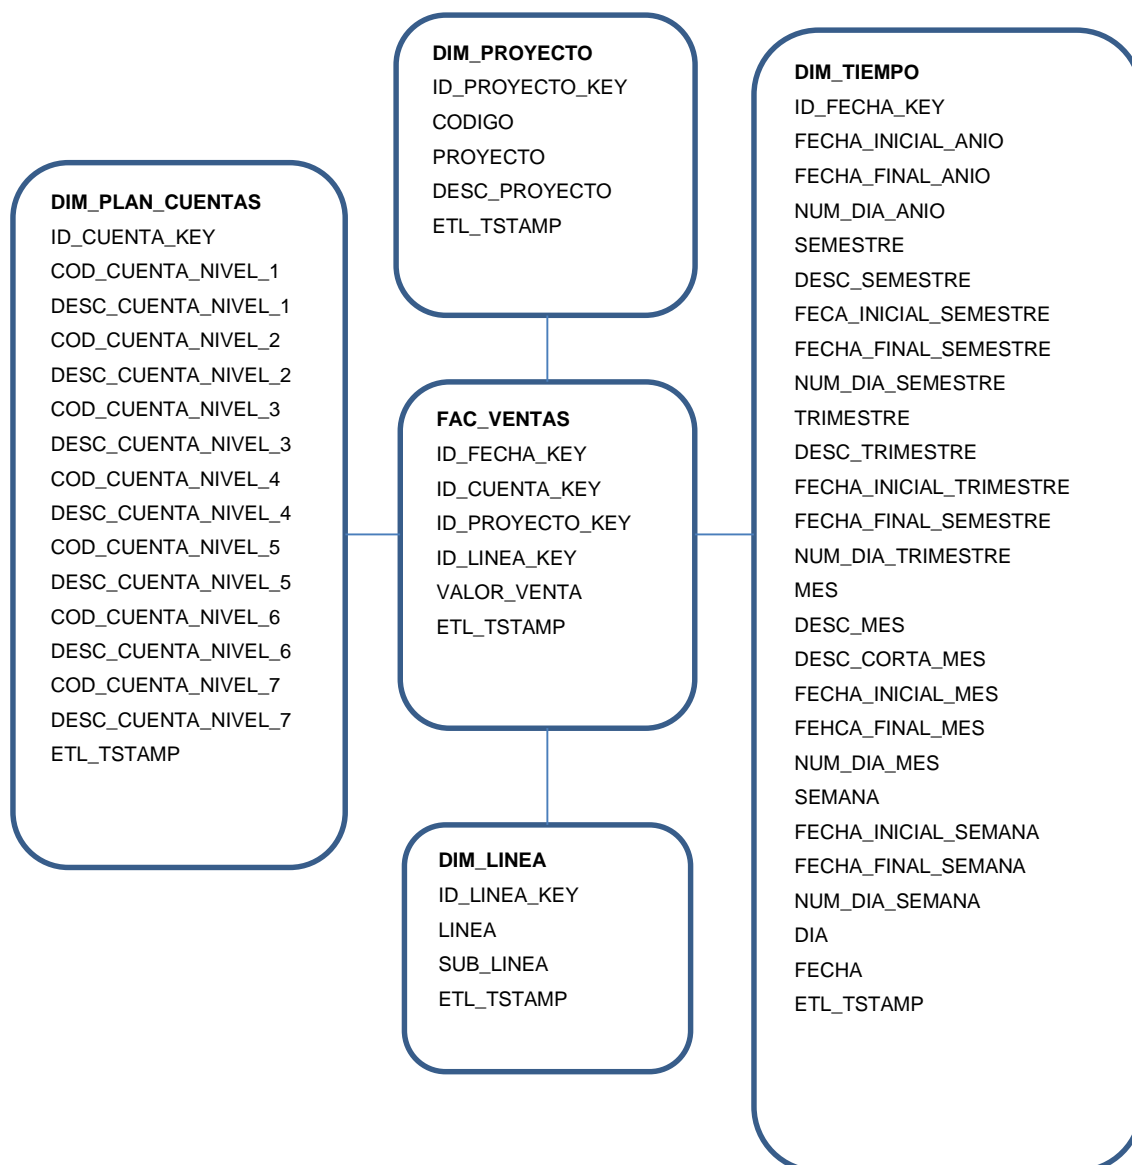 DIM_PROYECTO
ID_PROYECTO_KEY
CODIGO
PROYECTO
DESC_PROYECTO
ETL_TSTAMP
DIM_PLAN_CUENTAS
ID_CUENTA_KEY
COD_CUENTA_NIVEL_1
DESC_CUENTA_NIVEL_1
COD_CUENTA_NIVEL_2
DESC_CUENTA_NIVEL_2
COD_CUENTA_NIVEL_3
DESC_CUENTA_NIVEL_3
COD_CUENTA_NIVEL_4
DESC_CUENTA_NIVEL_4
COD_CUENTA_NIVEL_5
DESC_CUENTA_NIVEL_5
COD_CUENTA_NIVEL_6
DESC_CUENTA_NIVEL_6
COD_CUENTA_NIVEL_7
DESC_CUENTA_NIVEL_7
ETL_TSTAMP
FAC_VENTAS
ID_FECHA_KEY
ID_CUENTA_KEY
ID_PROYECTO_KEY
ID_LINEA_KEY
VALOR_VENTA
ETL_TSTAMP
DIM_LINEA
ID_LINEA_KEY
LINEA
SUB_LINEA
ETL_TSTAMP
DIM_TIEMPO
ID_FECHA_KEY
FECHA_INICIAL_ANIO
FECHA_FINAL_ANIO
NUM_DIA_ANIO
SEMESTRE
DESC_SEMESTRE
FECA_INICIAL_SEMESTRE
FECHA_FINAL_SEMESTRE
NUM_DIA_SEMESTRE
TRIMESTRE
DESC_TRIMESTRE
FECHA_INICIAL_TRIMESTRE
FECHA_FINAL_SEMESTRE
NUM_DIA_TRIMESTRE
MES
DESC_MES
DESC_CORTA_MES
FECHA_INICIAL_MES
FEHCA_FINAL_MES
NUM_DIA_MES
SEMANA
FECHA_INICIAL_SEMANA
FECHA_FINAL_SEMANA
NUM_DIA_SEMANA
DIA
FECHA
ETL_TSTAMP